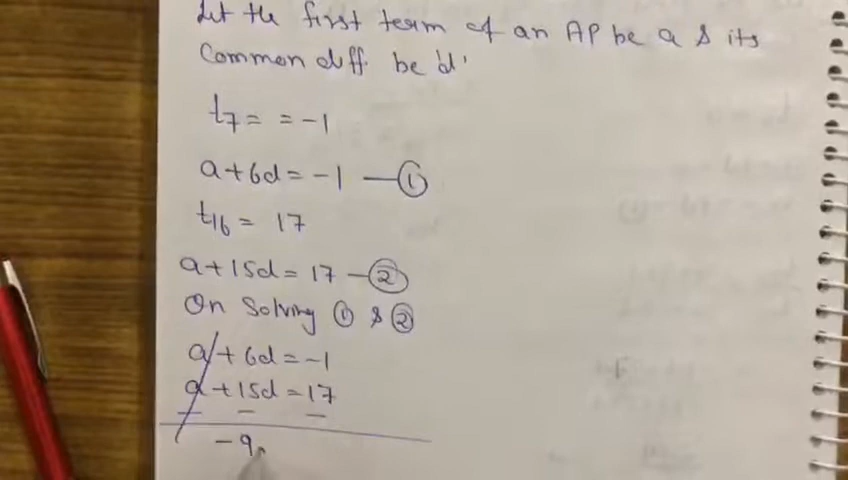 Let the first term of an AP be a & its
Common diff. be 'd'
t7 = = -1
a + 6d = -1 — ①
t16 = 17
a + 15d = 17 — ②
On Solving ① & ②
a + 6d = -1
a + 15d = 17
- - -
-9